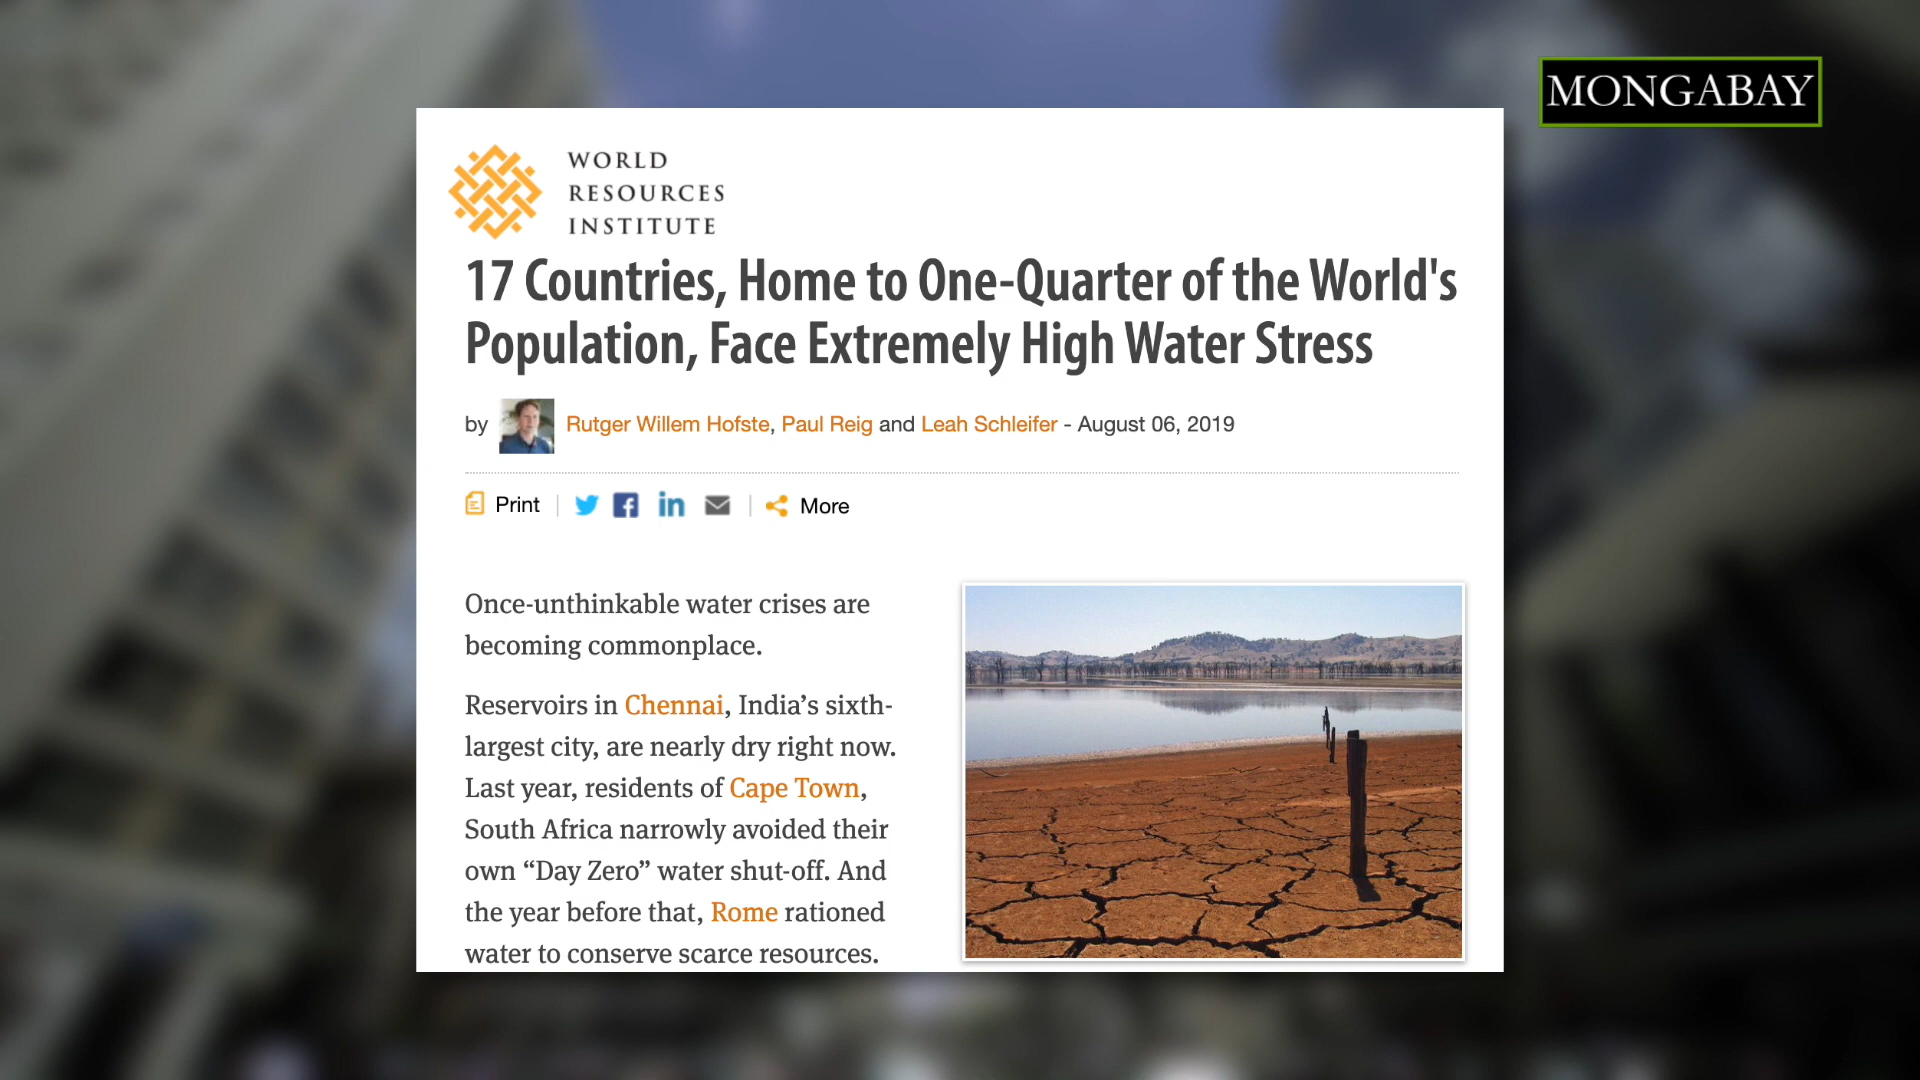 MONGABAY
WORLD
RESOURCES
INSTITUTE
17 Countries, Home to One-Quarter of the World's
Population, Face Extremely High Water Stress
by Rutger Willem Hofste, Paul Reig and Leah Schleifer - August 06, 2019
Print | in | More
Once-unthinkable water crises are
becoming commonplace.
Reservoirs in Chennai, India’s sixth-
largest city, are nearly dry right now.
Last year, residents of Cape Town,
South Africa narrowly avoided their
own “Day Zero” water shut-off. And
the year before that, Rome rationed
water to conserve scarce resources.